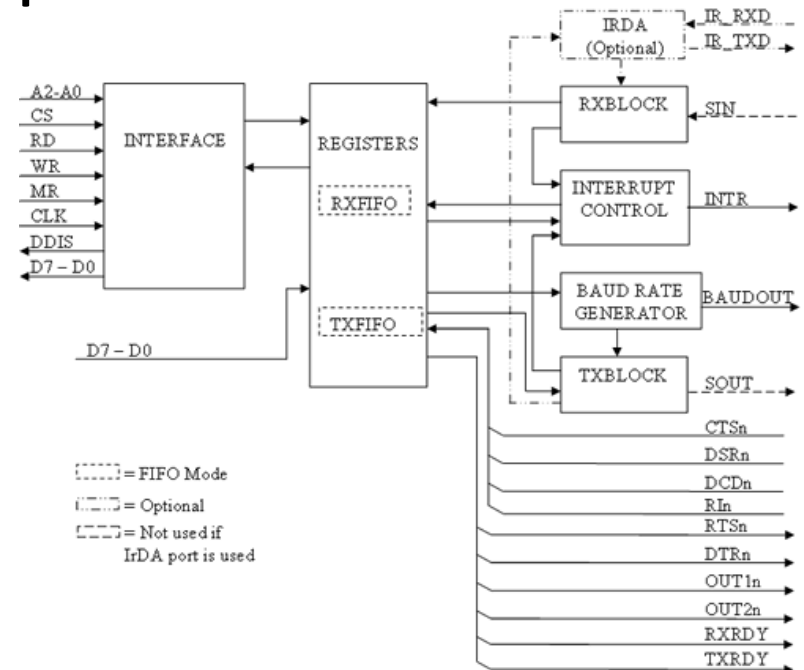 IRDA
(Optional)
IR_RXD
IR_TXD
A2-A0
CS
RD
WR
MR
CLK
DDIS
D7 – D0
INTERFACE
REGISTERS
RXFIFO
TXFIFO
D7 – D0
RXBLOCK
SIN
INTERRUPT
CONTROL
INTR
BAUD RATE
GENERATOR
BAUDOUT
TXBLOCK
SOUT
CTSn
DSRn
DCDn
RIn
RTSn
DTRn
OUT1n
OUT2n
RXRDY
TXRDY
= FIFO Mode
= Optional
= Not used if
IrDA port is used